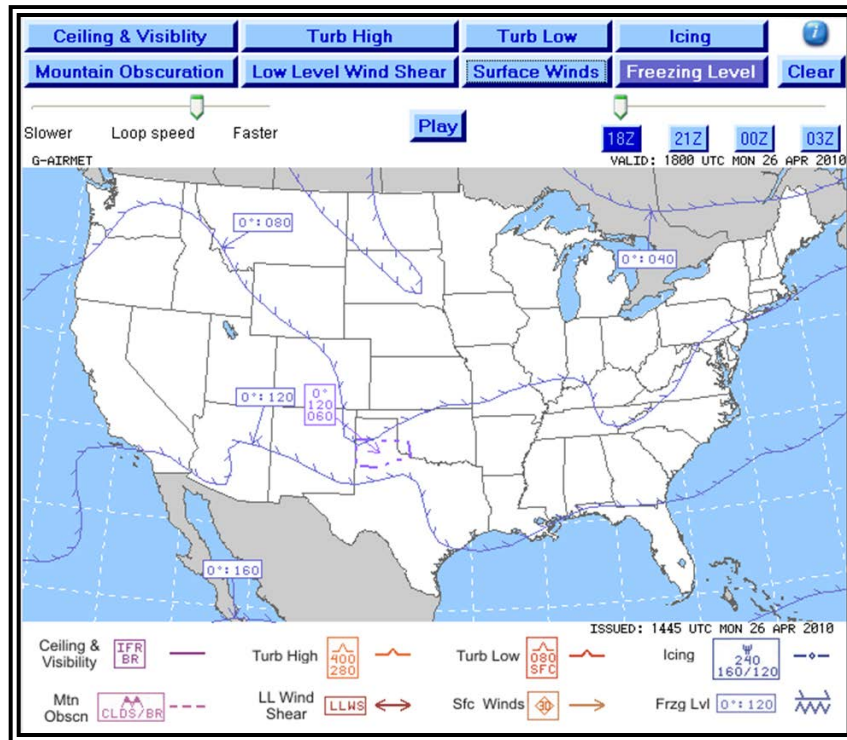 Ceiling & Visiblity Turb High Turb Low Icing i
Mountain Obscuration Low Level Wind Shear Surface Winds Freezing Level Clear
Slower Loop speed Faster Play 18Z 21Z 00Z 03Z
G-AIRMET VALID: 1800 UTC MON 26 APR 2010
0°:080
0°:040
0°:120
0°
120
060
0°:160
ISSUED: 1445 UTC MON 26 APR 2010
Ceiling & Visibility IFR BR
Turb High 400 280
Turb Low 080 SFC
Icing 240 160/120
Mtn Obscn CLDS/BR
LL Wind Shear LLWS
Sfc Winds 30
Frzg Lvl 0°:120